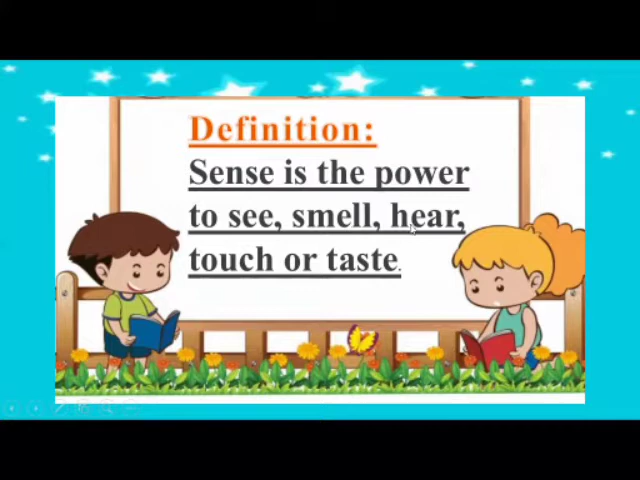 Definition:
Sense is the power
to see, smell, hear,
touch or taste.